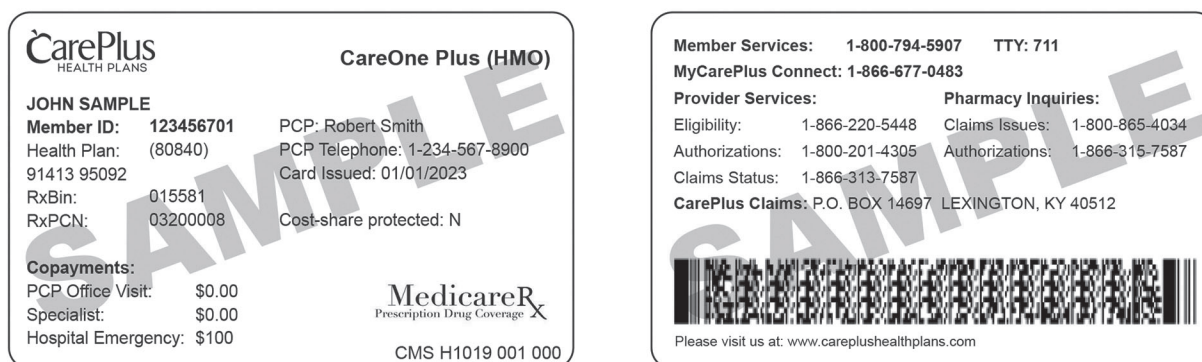 CarePlus
HEALTH PLANS
CareOne Plus (HMO)
JOHN SAMPLE
Member ID: 123456701
Health Plan: (80840)
91413 95092
RxBin: 015581
RxPCN: 03200008
PCP: Robert Smith
PCP Telephone: 1-234-567-8900
Card Issued: 01/01/2023
Cost-share protected: N
Copayments:
PCP Office Visit: $0.00
Specialist: $0.00
Hospital Emergency: $100
MedicareRx
Prescription Drug Coverage
CMS H1019 001 000
SAMPLE
Member Services: 1-800-794-5907 TTY: 711
MyCarePlus Connect: 1-866-677-0483
Provider Services:
Eligibility: 1-866-220-5448
Authorizations: 1-800-201-4305
Claims Status: 1-866-313-7587
Pharmacy Inquiries:
Claims Issues: 1-800-865-4034
Authorizations: 1-866-315-7587
CarePlus Claims: P.O. BOX 14697 LEXINGTON, KY 40512
Please visit us at: www.careplushealthplans.com
SAMPLE